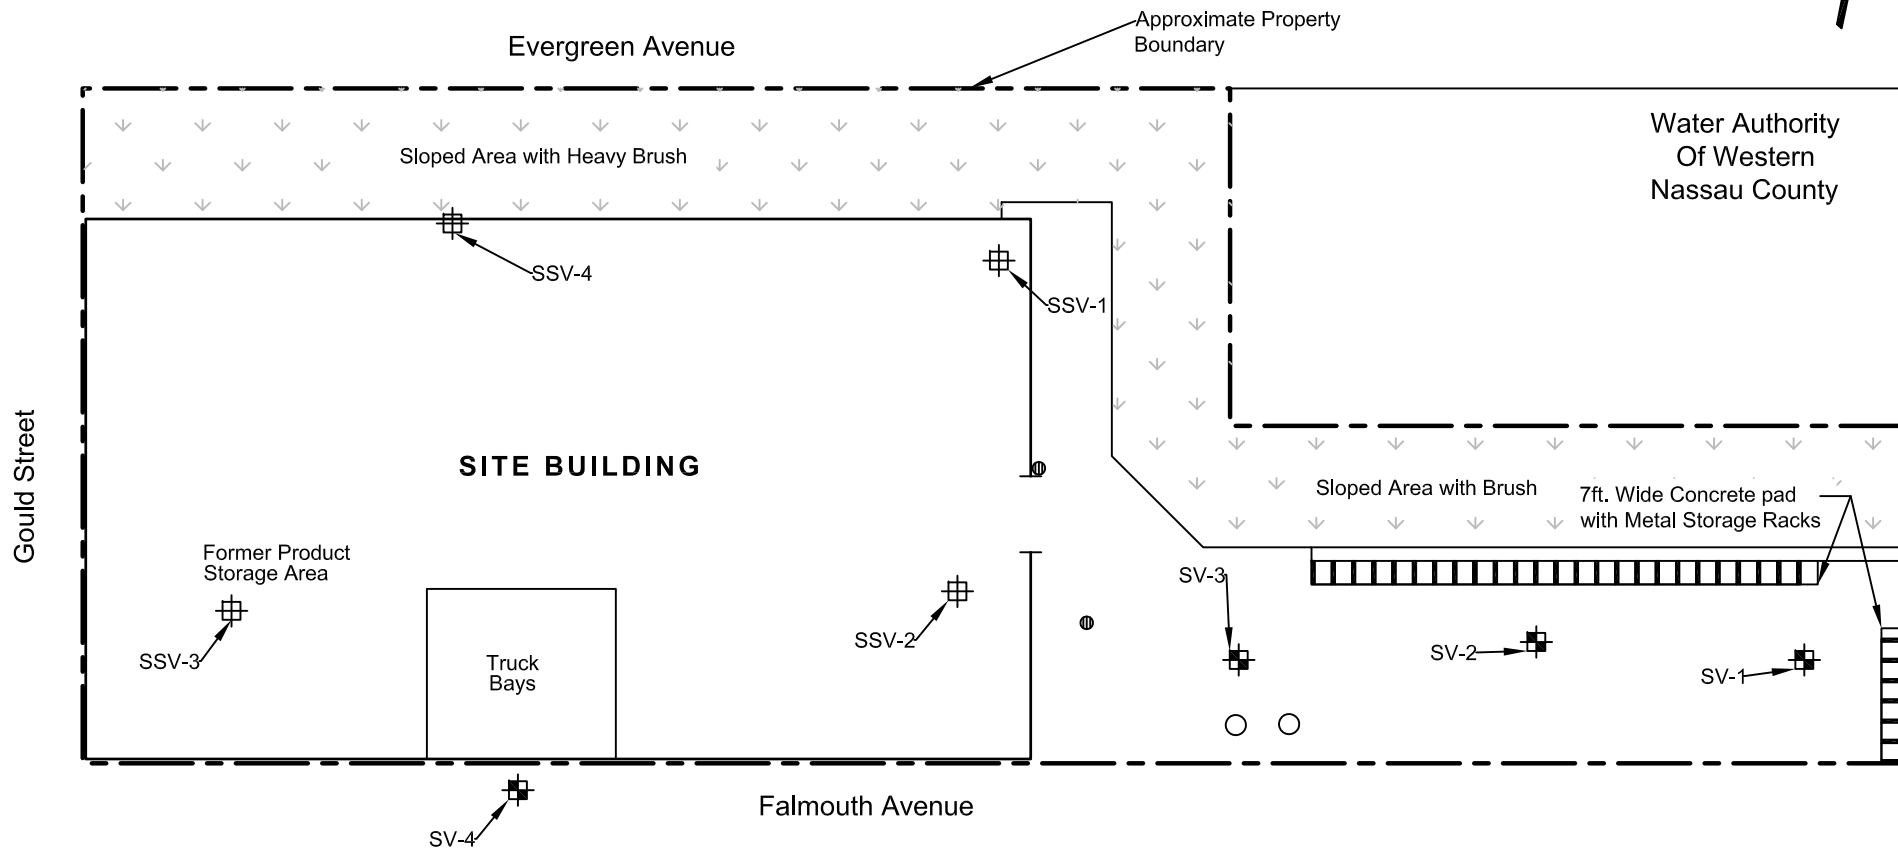 Approximate Property
Boundary
Evergreen Avenue
Water Authority
Of Western
Nassau County
Sloped Area with Heavy Brush
SSV-4
SSV-1
SITE BUILDING
Gould Street
Sloped Area with Brush
7ft. Wide Concrete pad
with Metal Storage Racks
Former Product
Storage Area
SV-3
SSV-3
SSV-2
Truck
Bays
SV-2
SV-1
Falmouth Avenue
SV-4